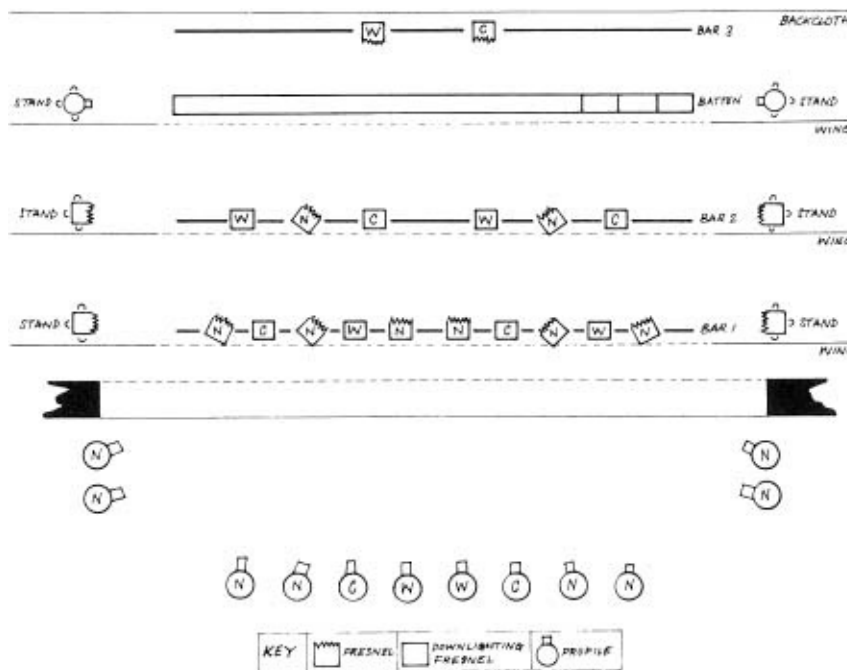 BACKCLOTH
W C BAR 3
STAND BATTEN STAND
WING
STAND W N C W N C BAR 2 STAND
WING
STAND N C N W N N C N W N BAR 1 STAND
WING
N N
N N
N N C W W C N N
KEY FRESNEL DOWNLIGHTING FRESNEL PROFILE